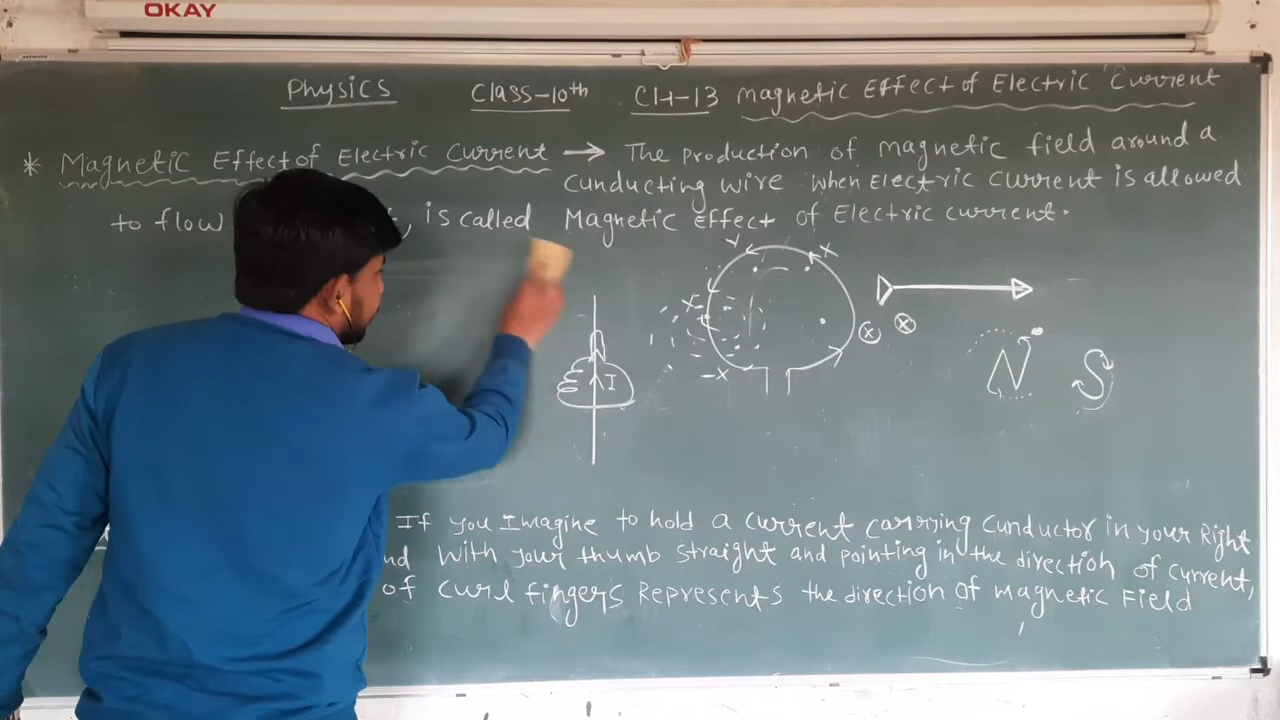 OKAY
Physics Class-10th CH-13 Magnetic Effect of Electric Current
* Magnetic Effect of Electric Current → The production of magnetic field around a
Cunducting wire when Electric Current is allowed
to flow is called Magnetic Effect of Electric current.
I
N S
If you Imagine to hold a current carrying Cunductor in your Right
with your thumb straight and pointing in the direction of current,
of curl fingers Represents the direction of magnetic Field